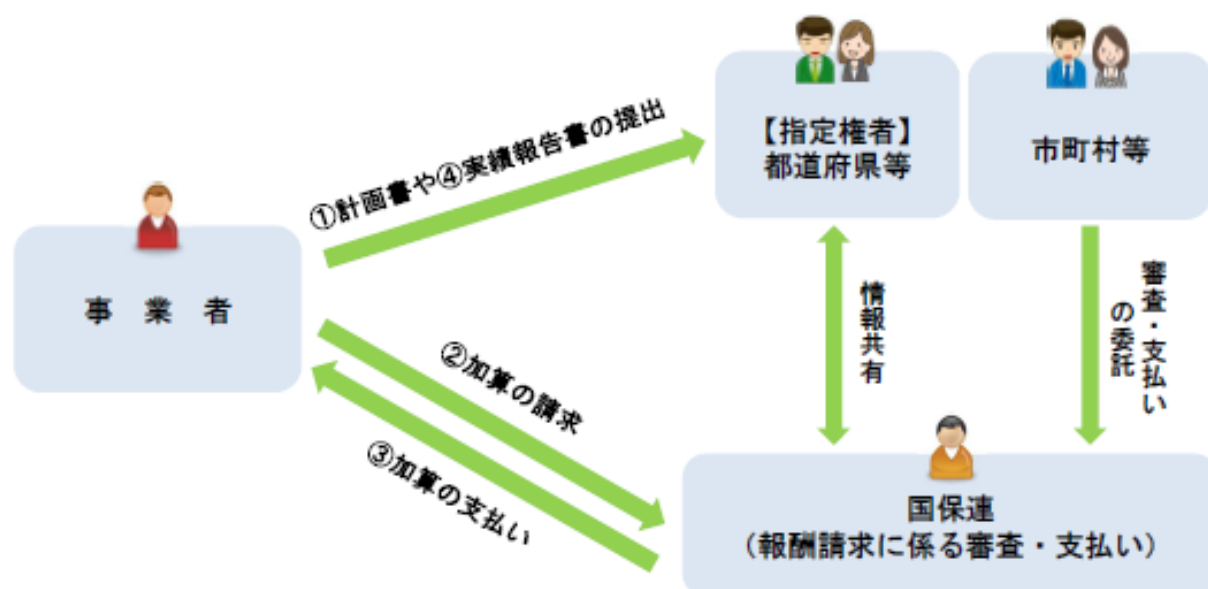 【指定権者】
都道府県等
市町村等
①計画書や④実績報告書の提出
事　業　者
②加算の請求
③加算の支払い
情報共有
審査・支払い
の委託
国保連
（報酬請求に係る審査・支払い）